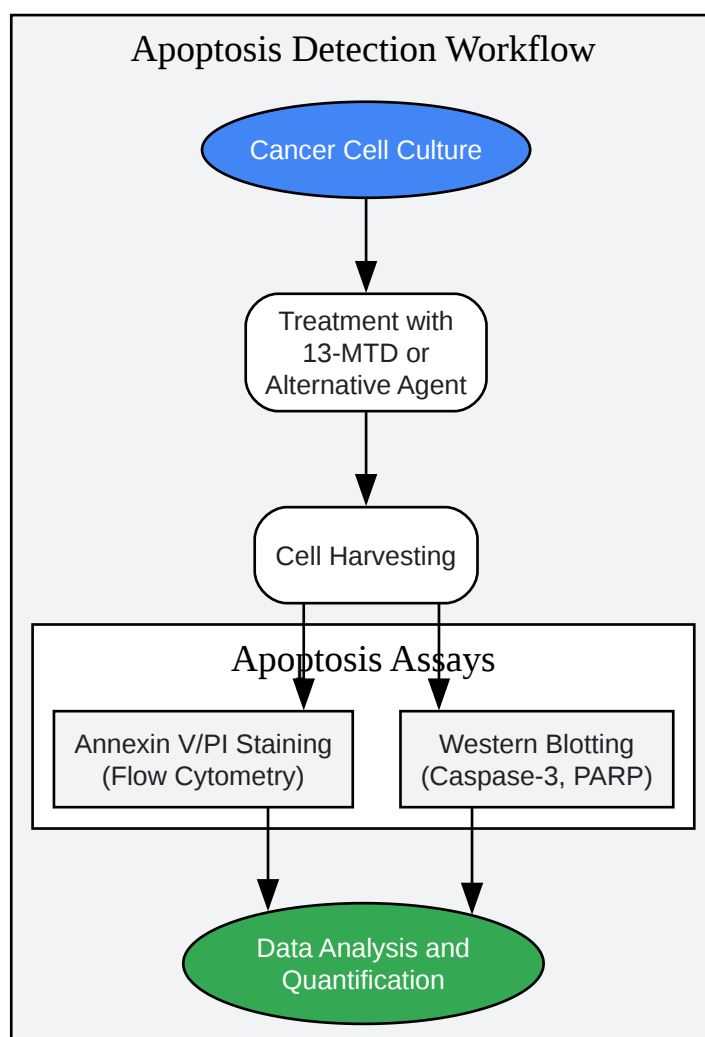 Apoptosis Detection Workflow
Cancer Cell Culture
Treatment with
13-MTD or
Alternative Agent
Cell Harvesting
Apoptosis Assays
Annexin V/PI Staining
(Flow Cytometry)
Western Blotting
(Caspase-3, PARP)
Data Analysis and
Quantification